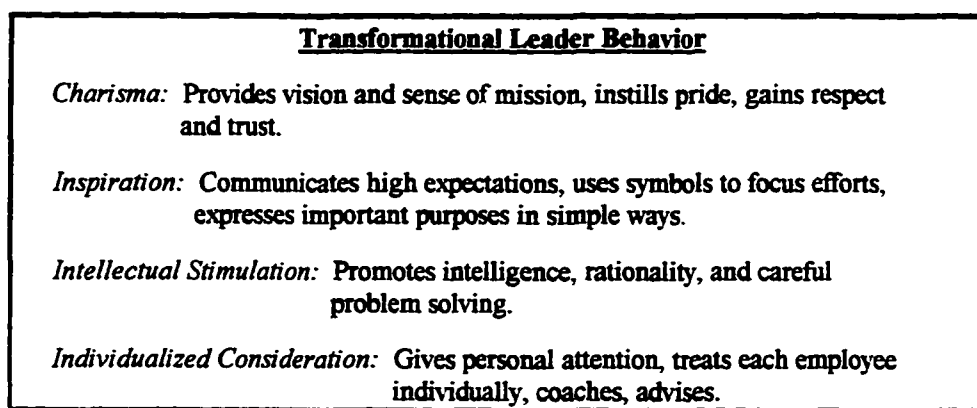 Transformational Leader Behavior
Charisma: Provides vision and sense of mission, instills pride, gains respect
and trust.
Inspiration: Communicates high expectations, uses symbols to focus efforts,
expresses important purposes in simple ways.
Intellectual Stimulation: Promotes intelligence, rationality, and careful
problem solving.
Individualized Consideration: Gives personal attention, treats each employee
individually, coaches, advises.